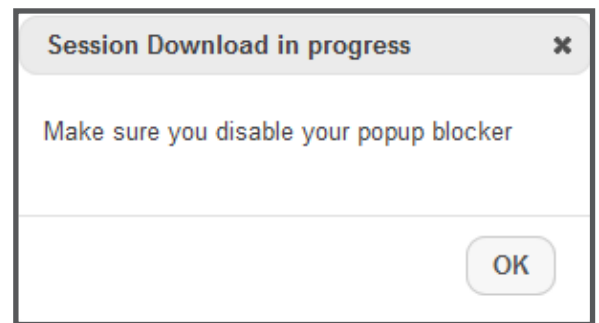 Session Download in progress
Make sure you disable your popup blocker
OK